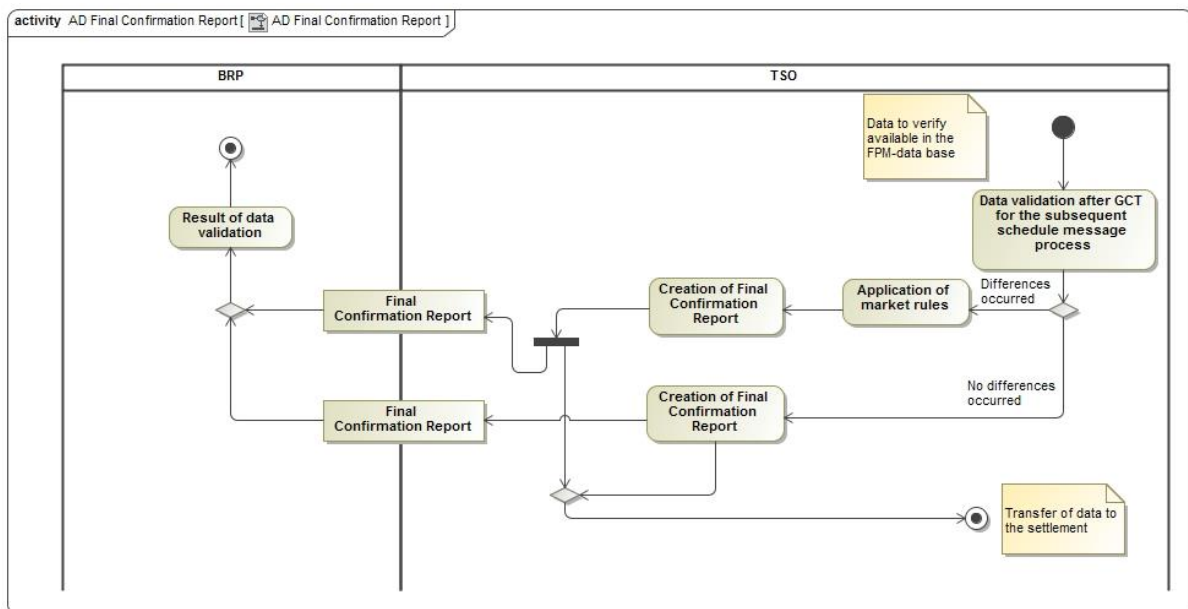 activity AD Final Confirmation Report [ AD Final Confirmation Report ]
BRP
TSO
Data to verify
available in the
FPM-data base
Data validation after GCT
for the subsequent
schedule message
process
Result of data
validation
Differences
occurred
Application of
market rules
Creation of Final
Confirmation
Report
Final
Confirmation Report
No differences
occurred
Creation of Final
Confirmation
Report
Final
Confirmation Report
Transfer of data to
the settlement